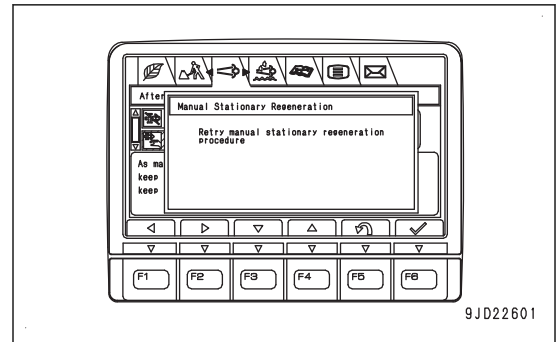 After
Manual Stationary Regeneration
Retry manual stationary regeneration
procedure
As ma
keep
keep
F1 F2 F3 F4 F5 F6
9JD22601